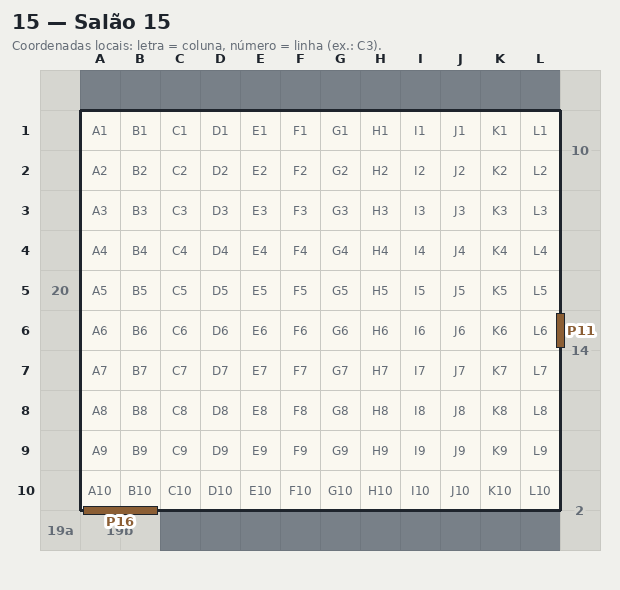 15 — Salão 15
Coordenadas locais: letra = coluna, número = linha (ex.: C3).
A B C D E F G H I J K L
1 A1 B1 C1 D1 E1 F1 G1 H1 I1 J1 K1 L1
10
2 A2 B2 C2 D2 E2 F2 G2 H2 I2 J2 K2 L2
3 A3 B3 C3 D3 E3 F3 G3 H3 I3 J3 K3 L3
4 A4 B4 C4 D4 E4 F4 G4 H4 I4 J4 K4 L4
5 20 A5 B5 C5 D5 E5 F5 G5 H5 I5 J5 K5 L5
6 A6 B6 C6 D6 E6 F6 G6 H6 I6 J6 K6 L6 P11
14
7 A7 B7 C7 D7 E7 F7 G7 H7 I7 J7 K7 L7
8 A8 B8 C8 D8 E8 F8 G8 H8 I8 J8 K8 L8
9 A9 B9 C9 D9 E9 F9 G9 H9 I9 J9 K9 L9
10 A10 B10 C10 D10 E10 F10 G10 H10 I10 J10 K10 L10
2
P16
19a 19b